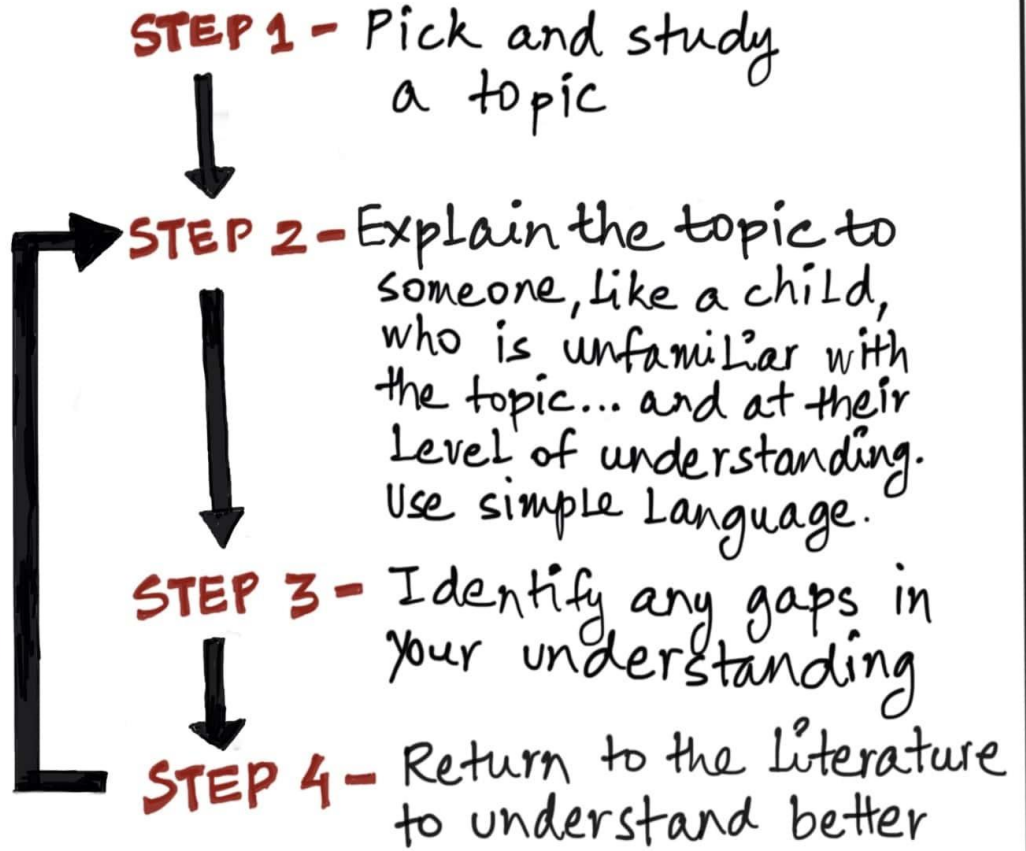 STEP 1 - Pick and study
a topic
STEP 2 - Explain the topic to
someone, like a child,
who is unfamiliar with
the topic... and at their
level of understanding.
Use simple language.
STEP 3 - Identify any gaps in
your understanding
STEP 4 - Return to the literature
to understand better